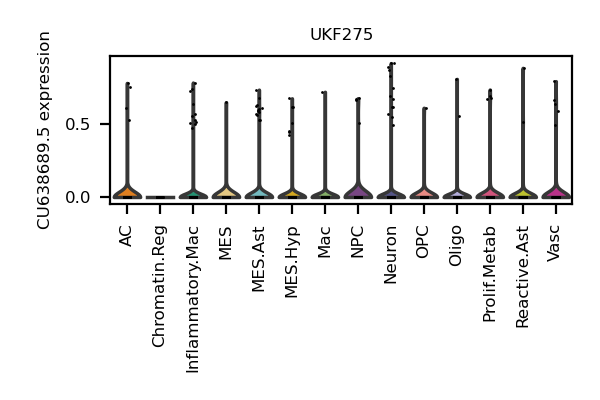 UKF275
CU638689.5 expression
0.5
0.0
AC
Chromatin.Reg
Inflammatory.Mac
MES
MES.Ast
MES.Hyp
Mac
NPC
Neuron
OPC
Oligo
Prolif.Metab
Reactive.Ast
Vasc